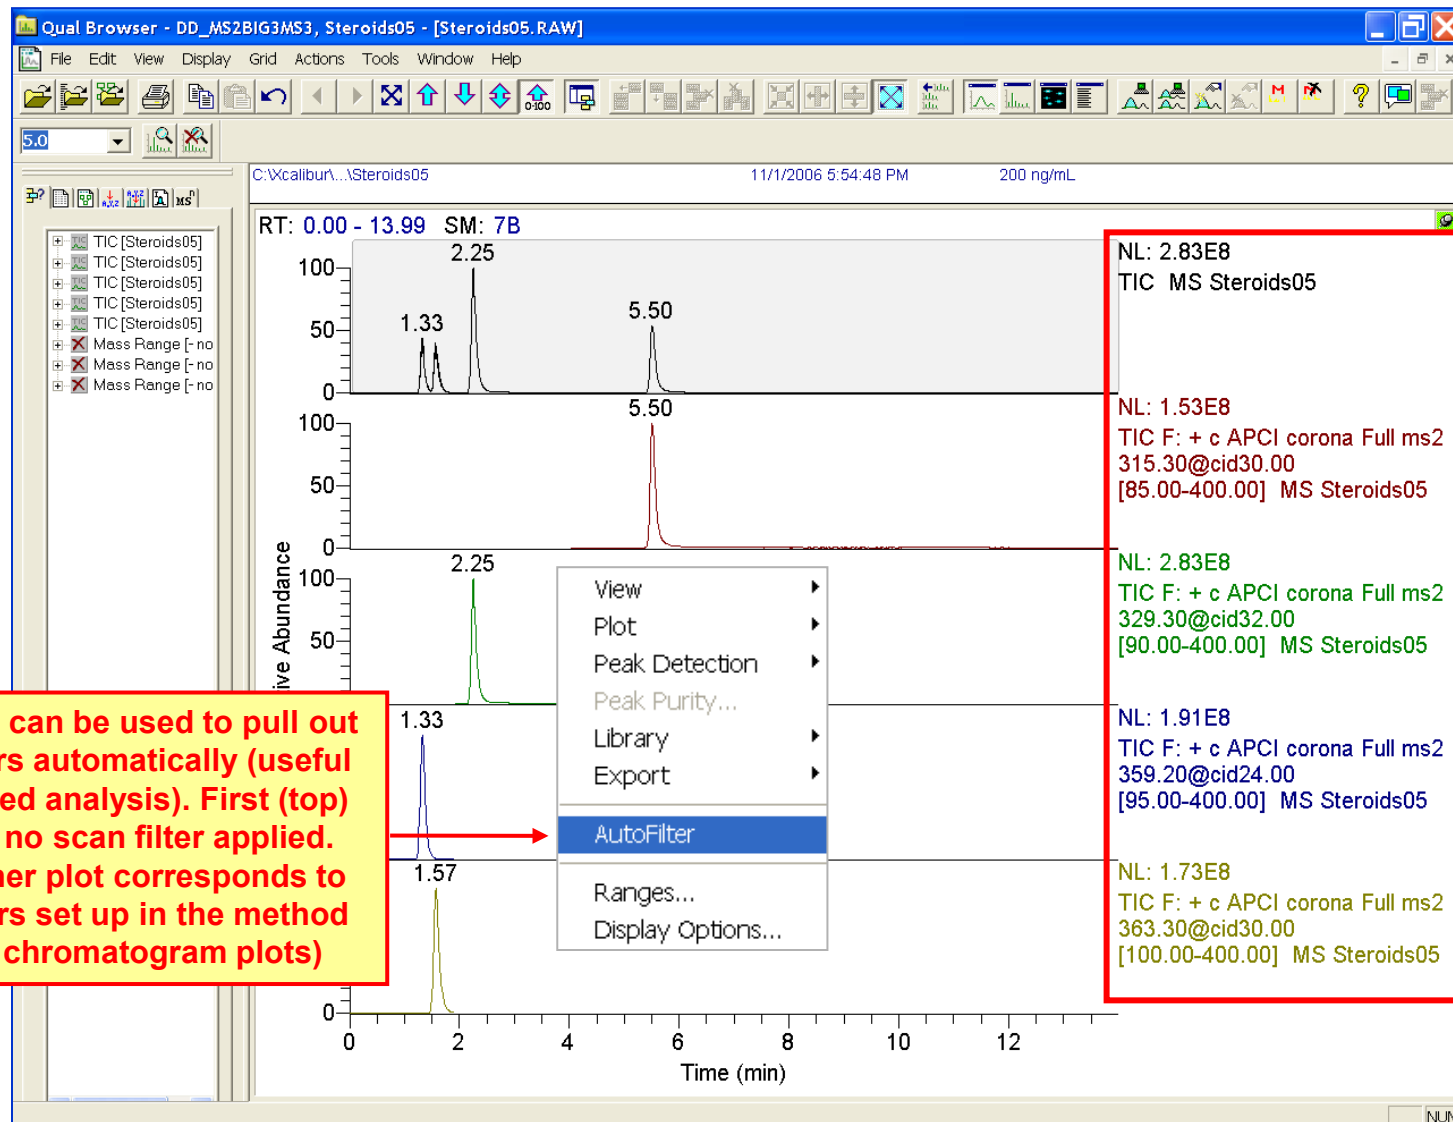 Qual Browser - DD_MS2BIG3MS3, Steroids05 - [Steroids05.RAW]
File Edit View Display Grid Actions Tools Window Help
0-100
M
5.0
MSn
C:\Xcalibur\...\Steroids05 11/1/2006 5:54:48 PM 200 ng/mL
TIC [Steroids05]
TIC [Steroids05]
TIC [Steroids05]
TIC [Steroids05]
TIC [Steroids05]
Mass Range [- no
Mass Range [- no
Mass Range [- no
RT: 0.00 - 13.99 SM: 7B
100
50
0
1.33
2.25
5.50
NL: 2.83E8
TIC MS Steroids05
100
50
0
5.50
NL: 1.53E8
TIC F: + c APCI corona Full ms2
315.30@cid30.00
[85.00-400.00] MS Steroids05
100
50
2.25
NL: 2.83E8
TIC F: + c APCI corona Full ms2
329.30@cid32.00
[90.00-400.00] MS Steroids05
ive Abundance
1.33
NL: 1.91E8
TIC F: + c APCI corona Full ms2
359.20@cid24.00
[95.00-400.00] MS Steroids05
1.57
0
NL: 1.73E8
TIC F: + c APCI corona Full ms2
363.30@cid30.00
[100.00-400.00] MS Steroids05
0 2 4 6 8 10 12
Time (min)
View
Plot
Peak Detection
Peak Purity...
Library
Export
AutoFilter
Ranges...
Display Options...
can be used to pull out
rs automatically (useful
ed analysis). First (top)
no scan filter applied.
ner plot corresponds to
rs set up in the method
chromatogram plots)
NUM